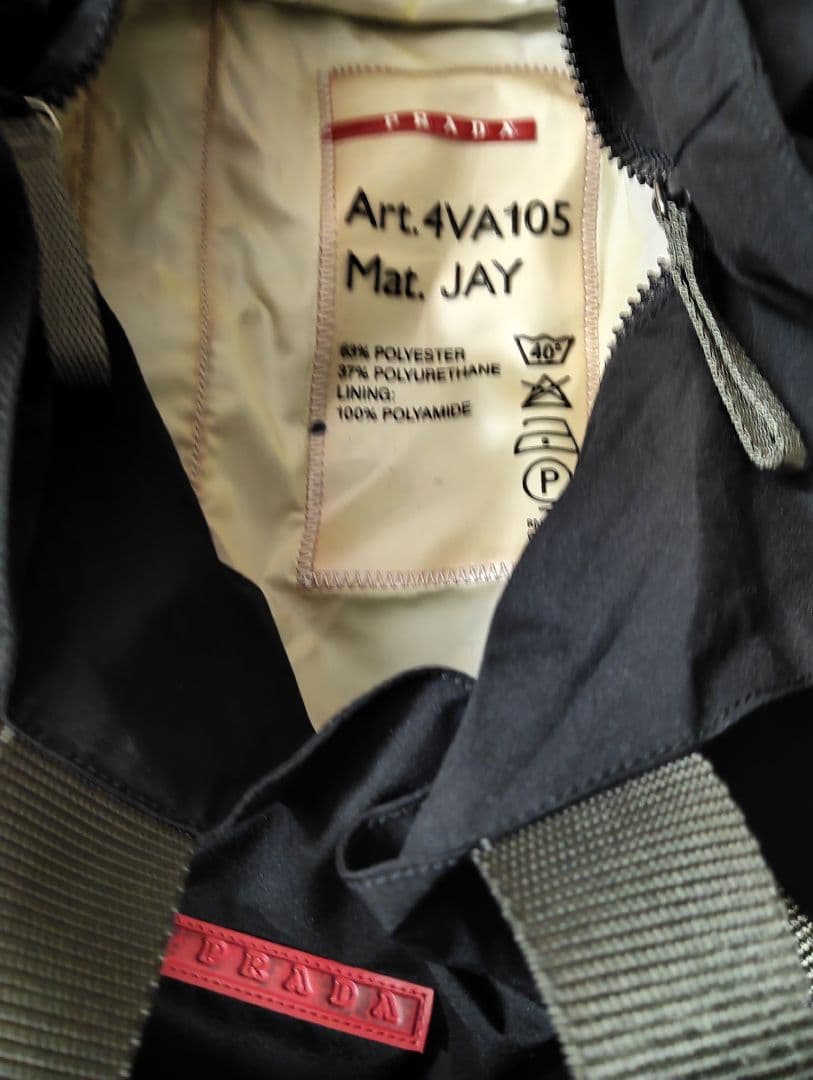 PRADA
Art.4VA105
Mat. JAY
63% POLYESTER
37% POLYURETHANE
LINING:
100% POLYAMIDE
40°
P
PRADA